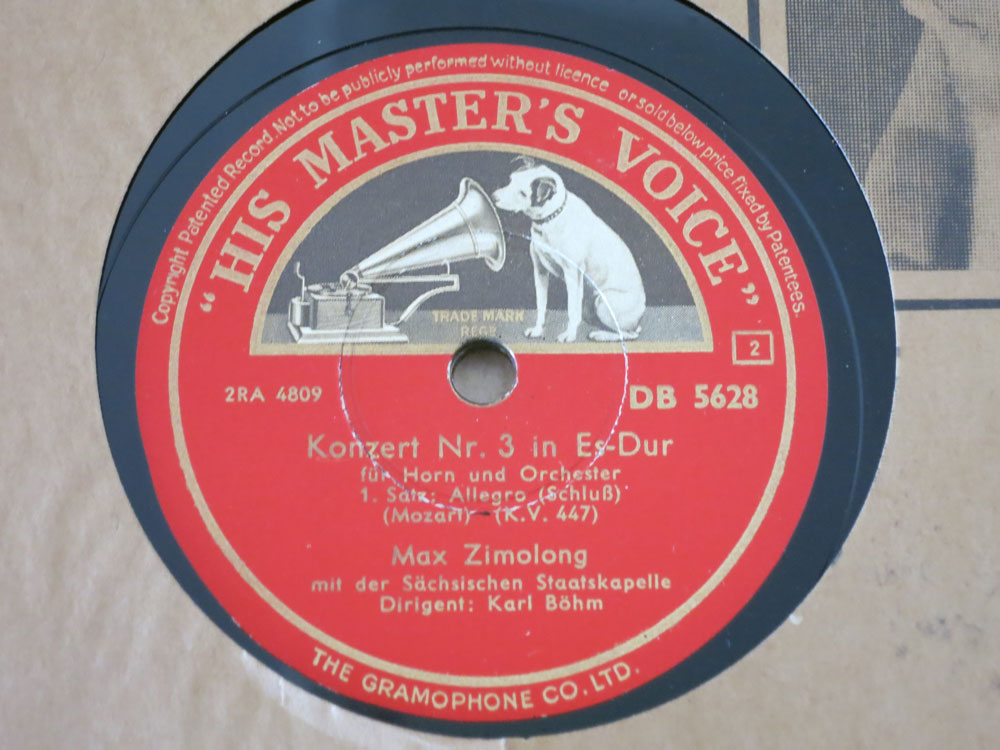 Copyright Patented Record. Not to be publicly performed without licence or sold below price fixed by Patentees.
"HIS MASTER'S VOICE"
TRADE MARK
REGD.
2
2RA 4809
DB 5628
Konzert Nr. 3 in Es-Dur
für Horn und Orchester
1. Satz: Allegro (Schluß)
(Mozart) (K.V. 447)
Max Zimolong
mit der Sächsischen Staatskapelle
Dirigent: Karl Böhm
THE GRAMOPHONE CO. LTD.